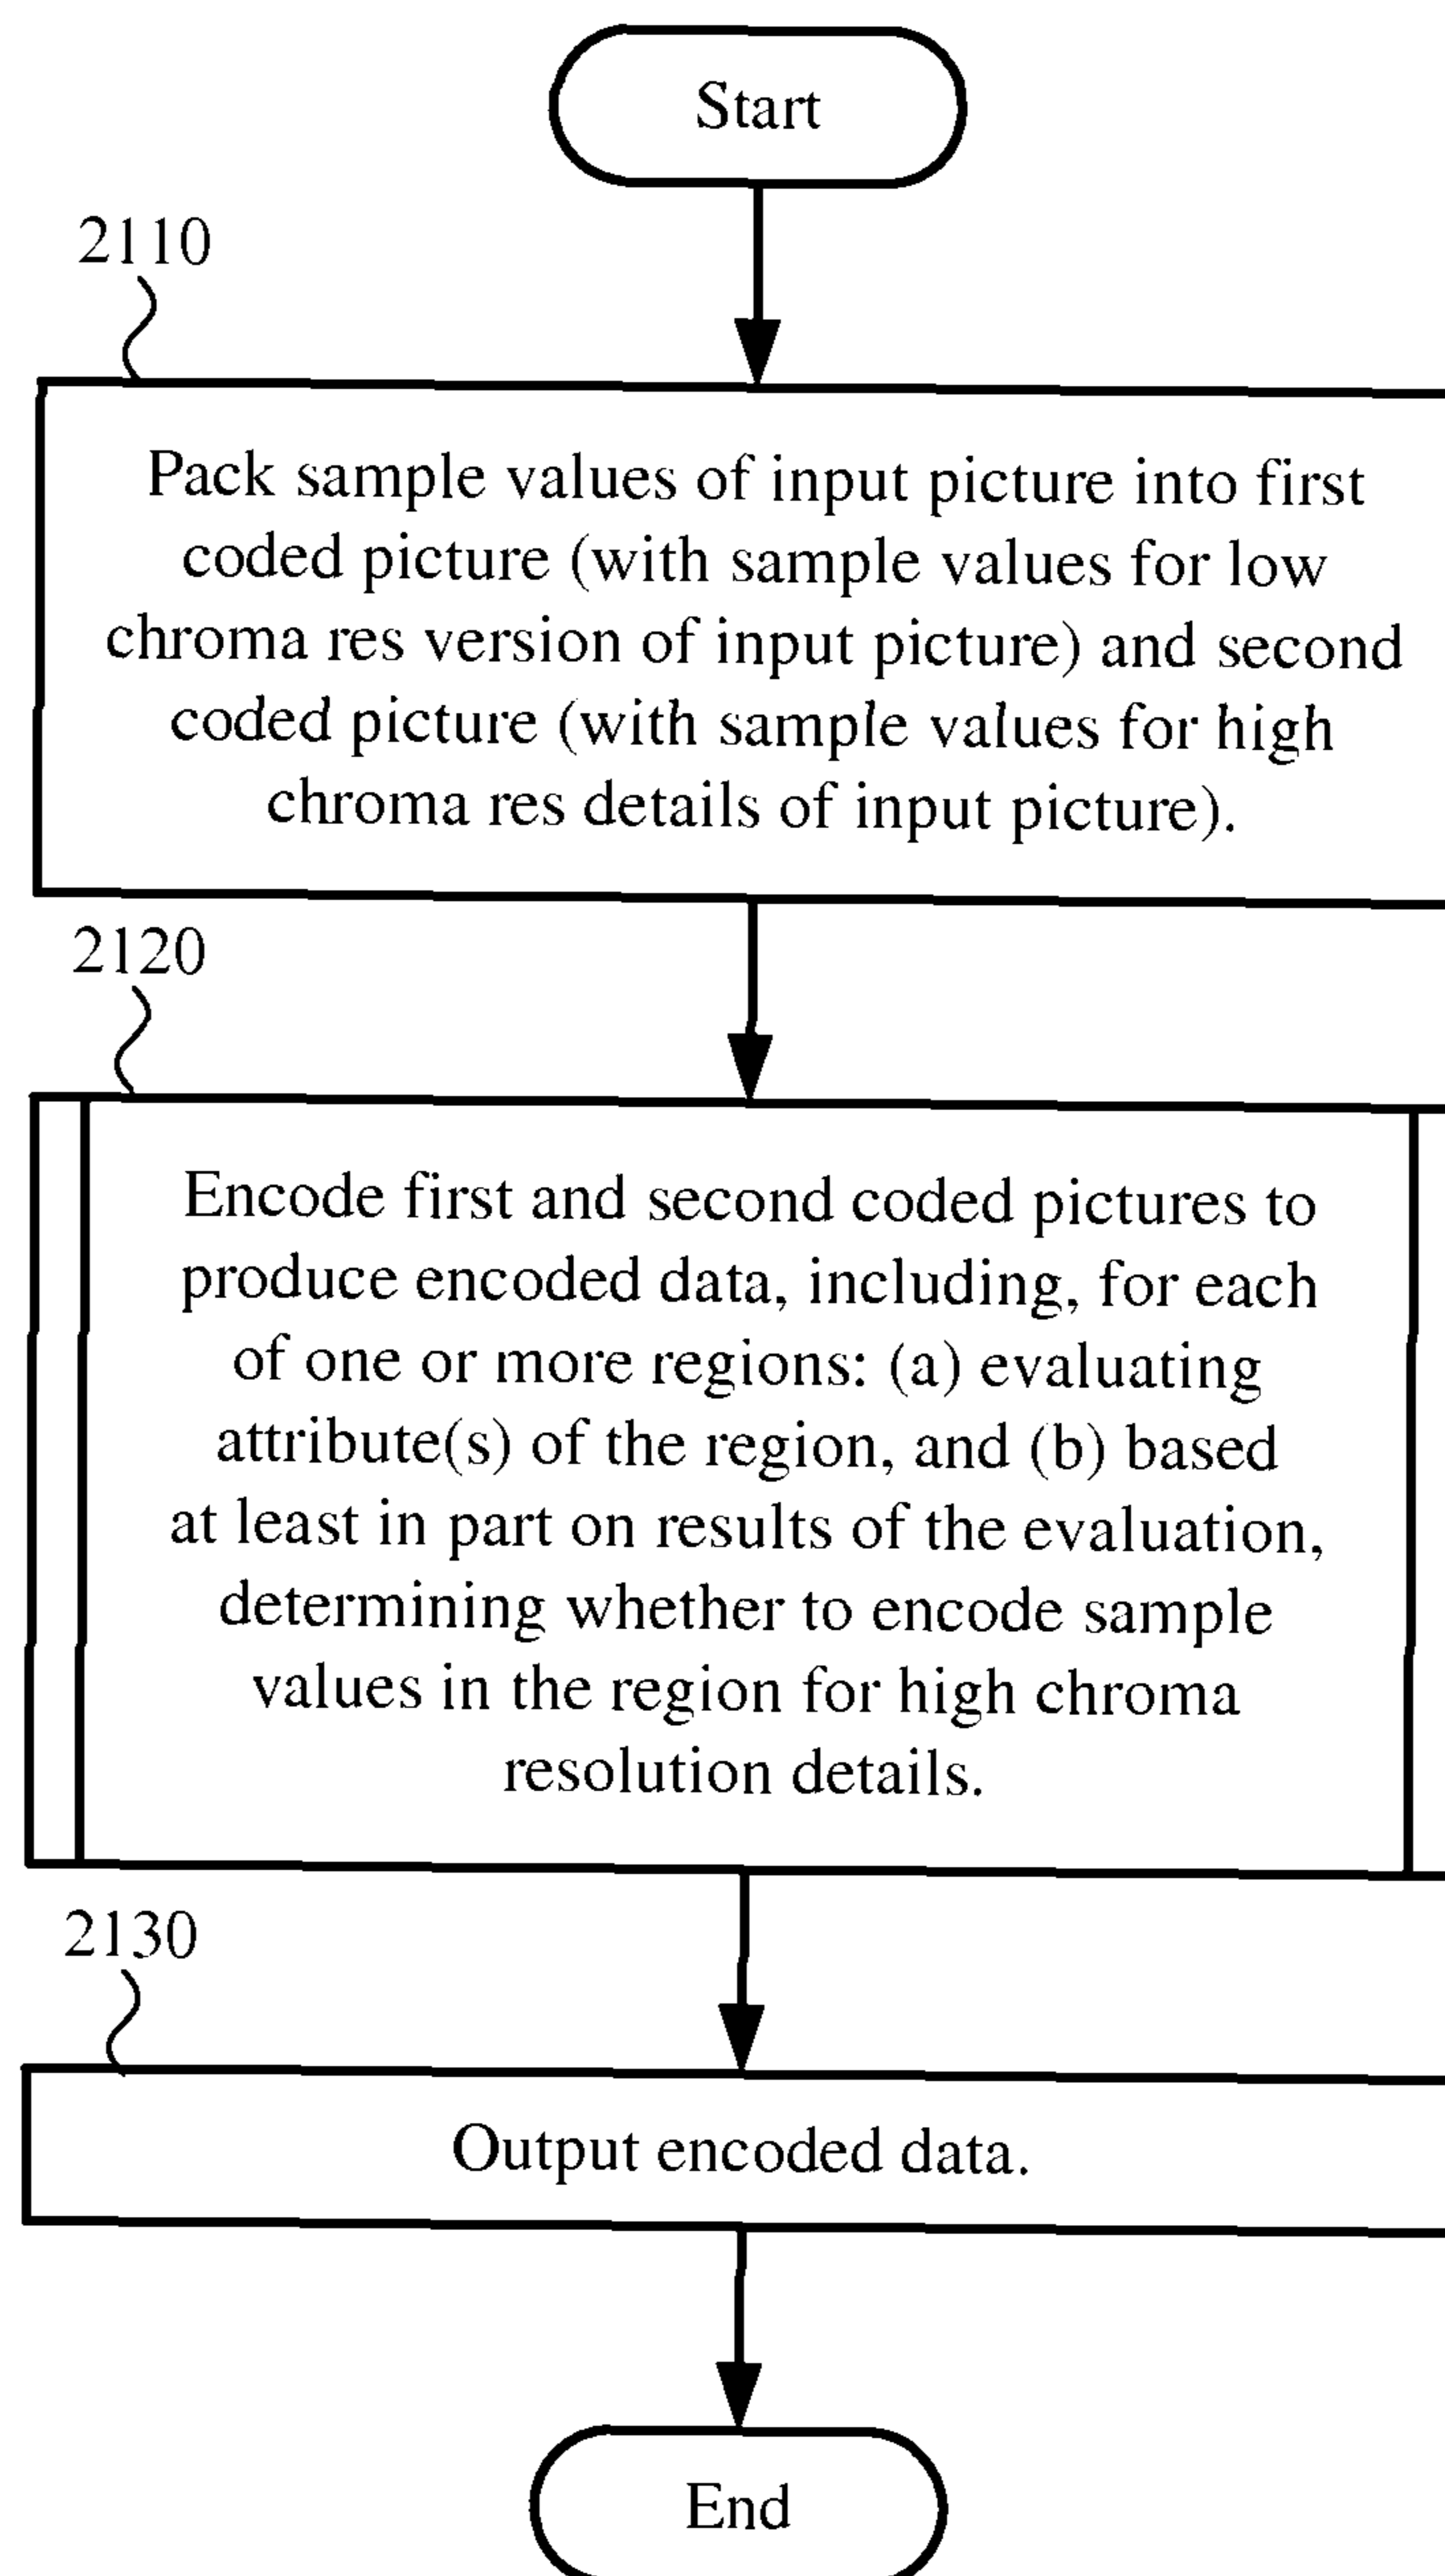 Start
2110
Pack sample values of input picture into first
coded picture (with sample values for low
chroma res version of input picture) and second
coded picture (with sample values for high
chroma res details of input picture).
2120
Encode first and second coded pictures to
produce encoded data, including, for each
of one or more regions: (a) evaluating
attribute(s) of the region, and (b) based
at least in part on results of the evaluation,
determining whether to encode sample
values in the region for high chroma
resolution details.
2130
Output encoded data.
End